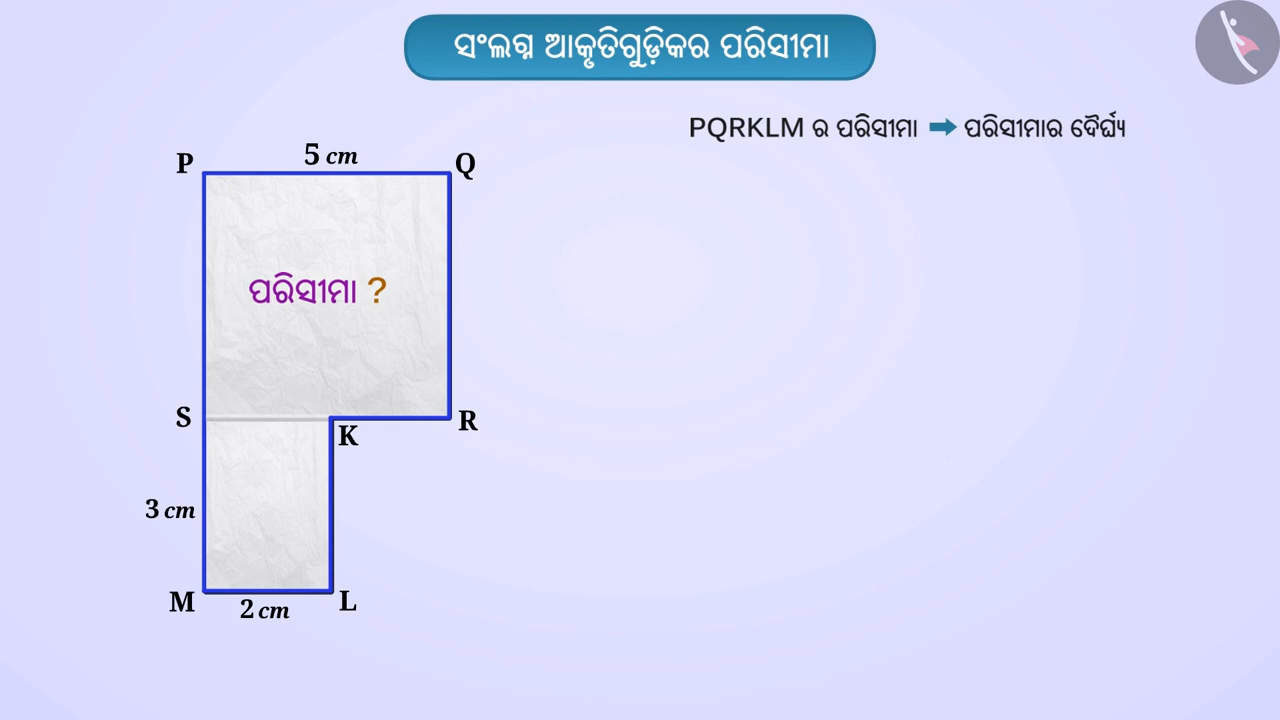 ସଂଲଗ୍ନ ଆକୃତିଗୁଡ଼ିକର ପରିସୀମା
PQRKLM ର ପରିସୀମା ➡ ପରିସୀମାର ଦୈର୍ଘ୍ୟ
P 5 cm Q
ପରିସୀମା ?
S K R
3 cm
M 2 cm L